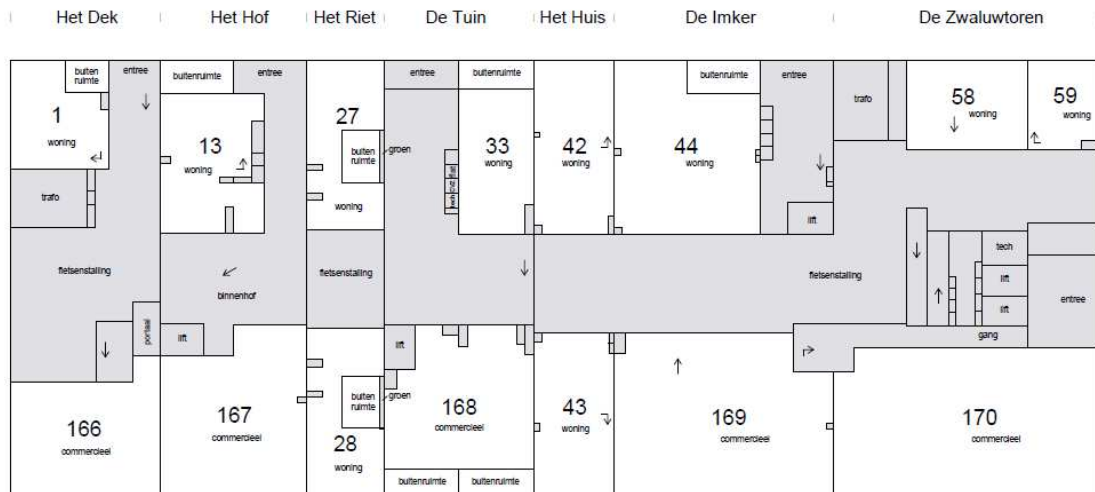 Het Dek
Het Hof
Het Riet
De Tuin
Het Huis
De Imker
De Zwaluwtoren
buiten
ruimte
entree
1
woning
trafo
fietsenstalling
portaal
166
commercieel
buitenruimte
entree
13
woning
binnenhof
lift
167
commercieel
27
buiten
ruimte
groen
woning
fietsenstalling
buiten
ruimte
groen
28
woning
entree
buitenruimte
33
woning
tech
lift
168
commercieel
buitenruimte
buitenruimte
42
woning
43
woning
buitenruimte
entree
44
woning
lift
169
commercieel
trafo
58
woning
59
woning
fietsenstalling
tech
lift
lift
entree
gang
170
commercieel